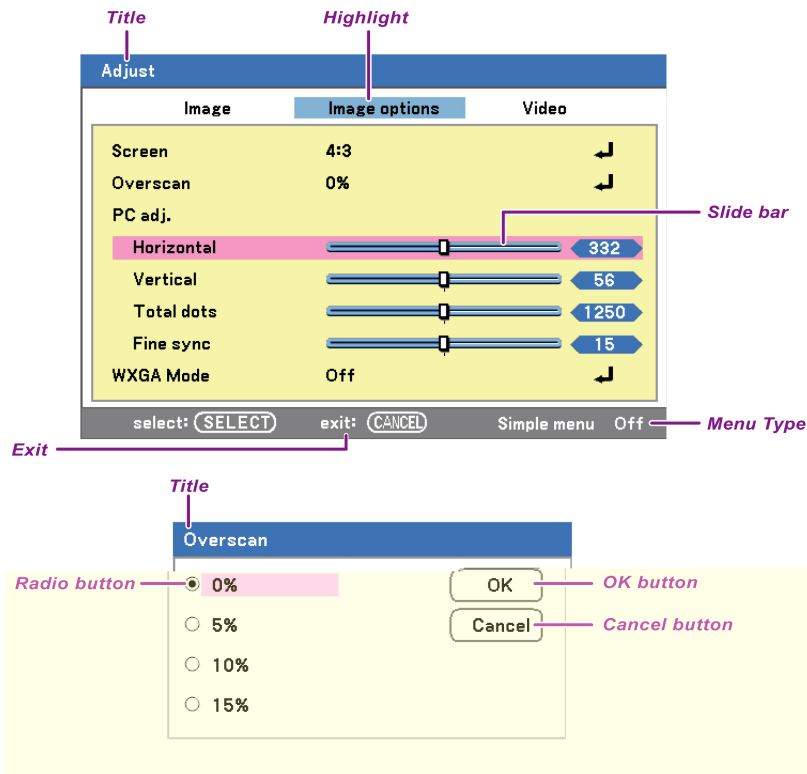 Title Highlight
Adjust
Image Image options Video
Screen 4:3
Overscan 0%
PC adj.
Slide bar
Horizontal 332
Vertical 56
Total dots 1250
Fine sync 15
WXGA Mode Off
select: SELECT exit: CANCEL Simple menu Off
Menu Type
Exit
Title
Overscan
Radio button 0% OK OK button
5% Cancel Cancel button
10%
15%